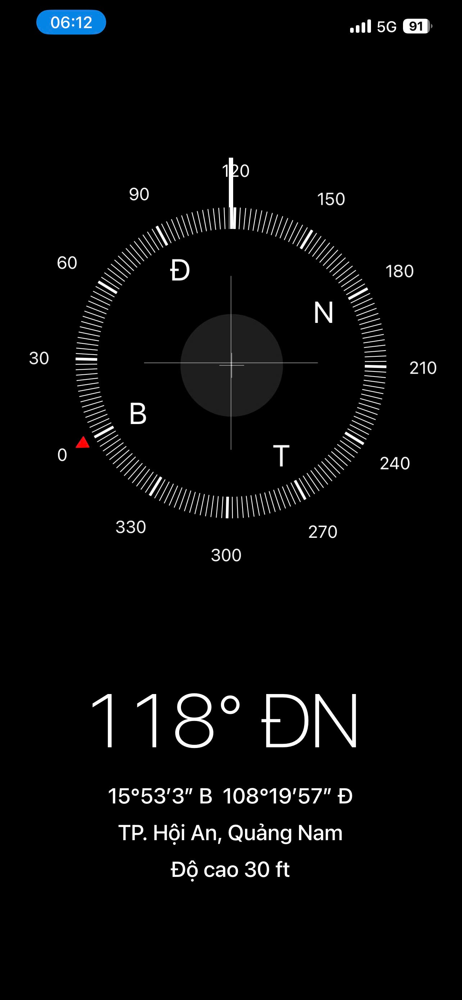 06:12 5G 91
120
90 150
60 180
Đ
N
30 210
B
T
0 240
330 270
300
118° ĐN
15°53′3″ B 108°19′57″ Đ
TP. Hội An, Quảng Nam
Độ cao 30 ft